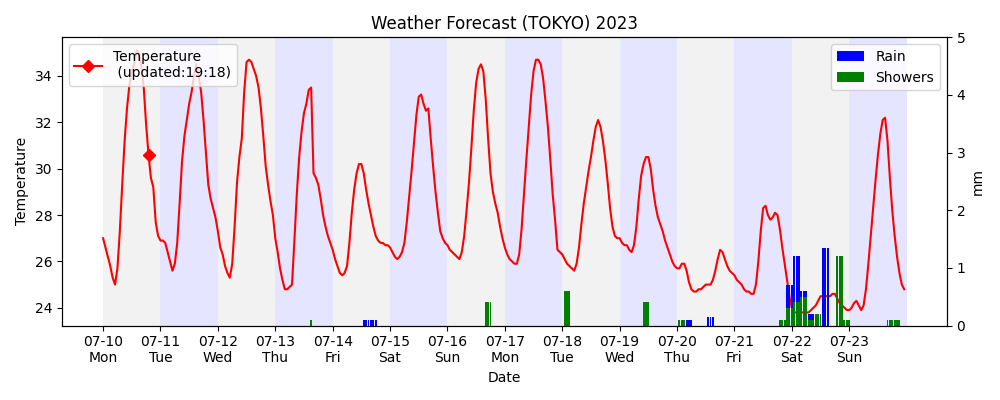 Weather Forecast (TOKYO) 2023
Temperature
(updated:19:18)
Rain
Showers
Temperature
34
32
30
28
26
24
5
4
3
2
1
0
mm
07-10 07-11 07-12 07-13 07-14 07-15 07-16 07-17 07-18 07-19 07-20 07-21 07-22 07-23
Mon Tue Wed Thu Fri Sat Sun Mon Tue Wed Thu Fri Sat Sun
Date